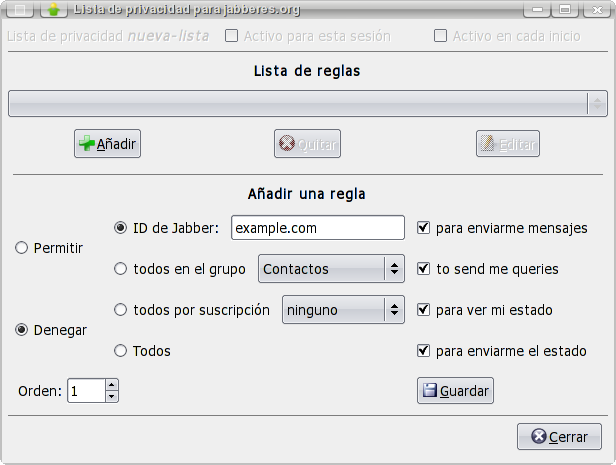 Lista de privacidad para jabberes.org
Lista de privacidad nueva-lista Activo para esta sesión Activo en cada inicio
Lista de reglas
Añadir Quitar Editar
Añadir una regla
Permitir
Denegar
ID de Jabber: example.com para enviarme mensajes
todos en el grupo Contactos to send me queries
todos por suscripción ninguno para ver mi estado
Todos para enviarme el estado
Orden: 1 Guardar
Cerrar